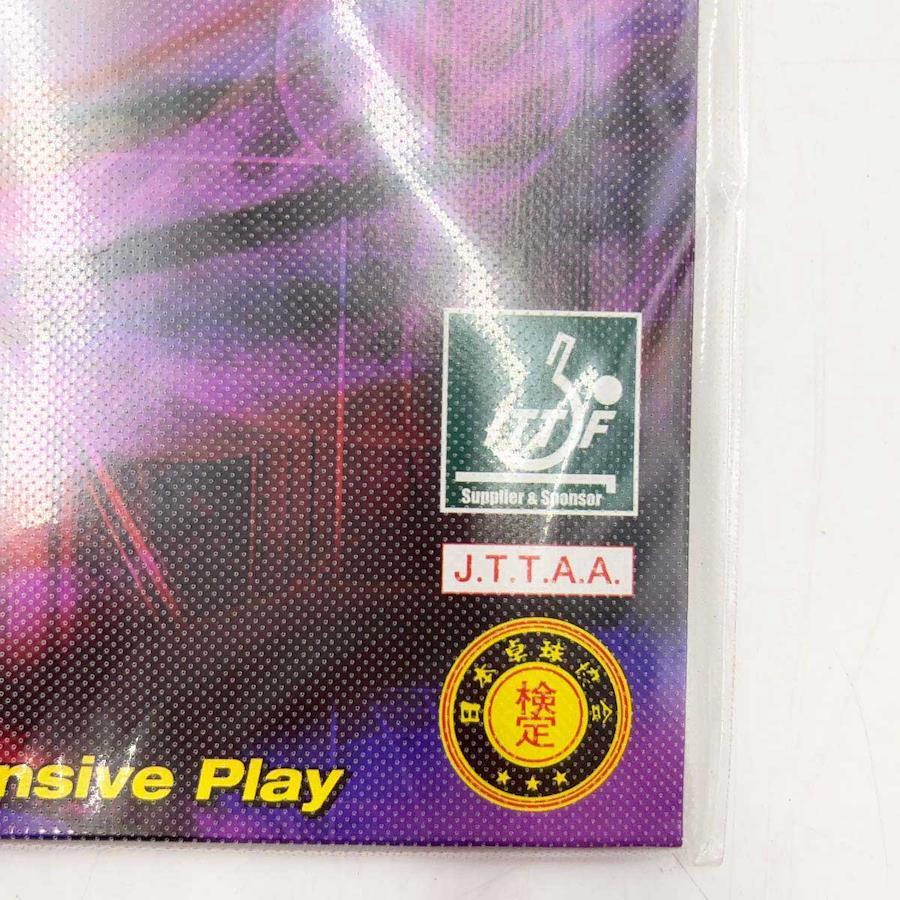 ITTF
Supplier & Sponsor
J.T.T.A.A.
日本卓球協会
検
定
nsive Play